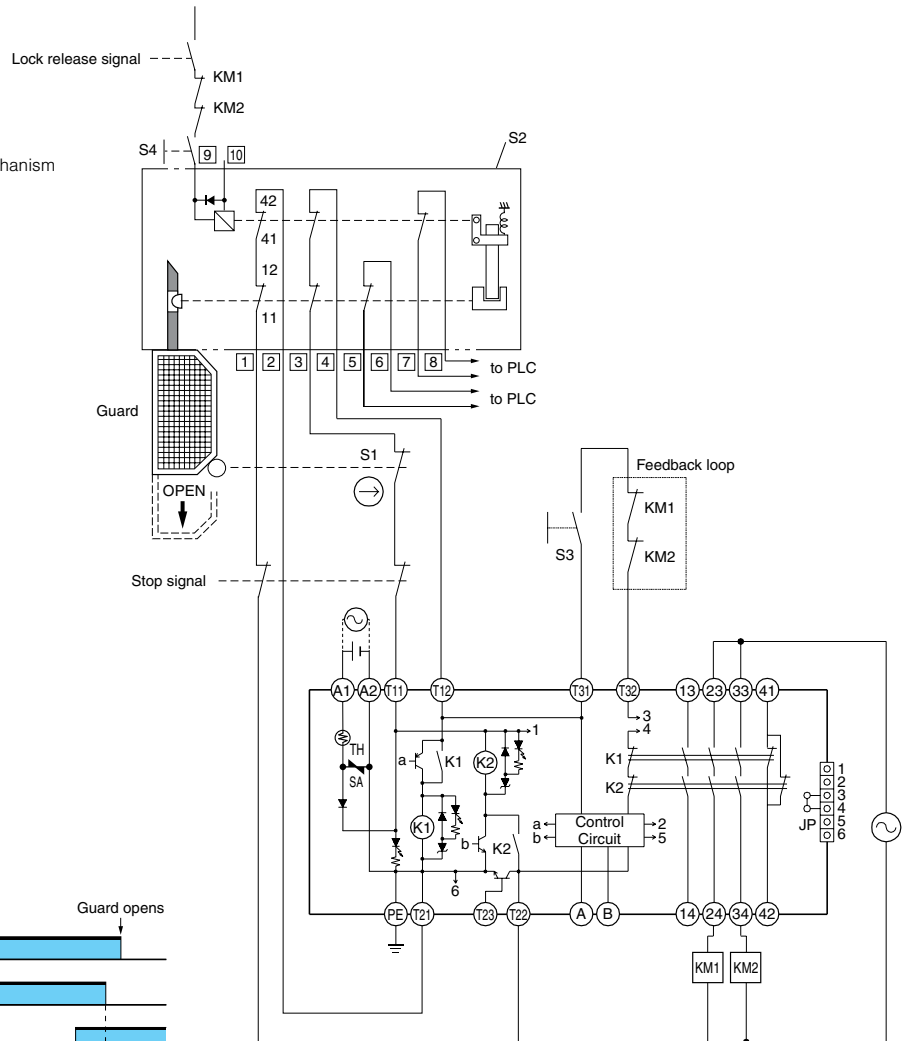 Lock release signal
KM1
KM2
hanism
S4
9 10
S2
42
41
12
11
1 2 3 4 5 6 7 8
to PLC
to PLC
Guard
S1
OPEN
Feedback loop
KM1
S3
KM2
Stop signal
A1 A2 T11 T12 T31 T32 13 23 33 41
3
4
1
TH
a K1 K2
K1
SA
K2
1
2
3
4
5
6
JP
K1
a Control 2
b Circuit 5
b K2
6
PE T21 T23 T22 A B 14 24 34 42
Guard opens
KM1 KM2